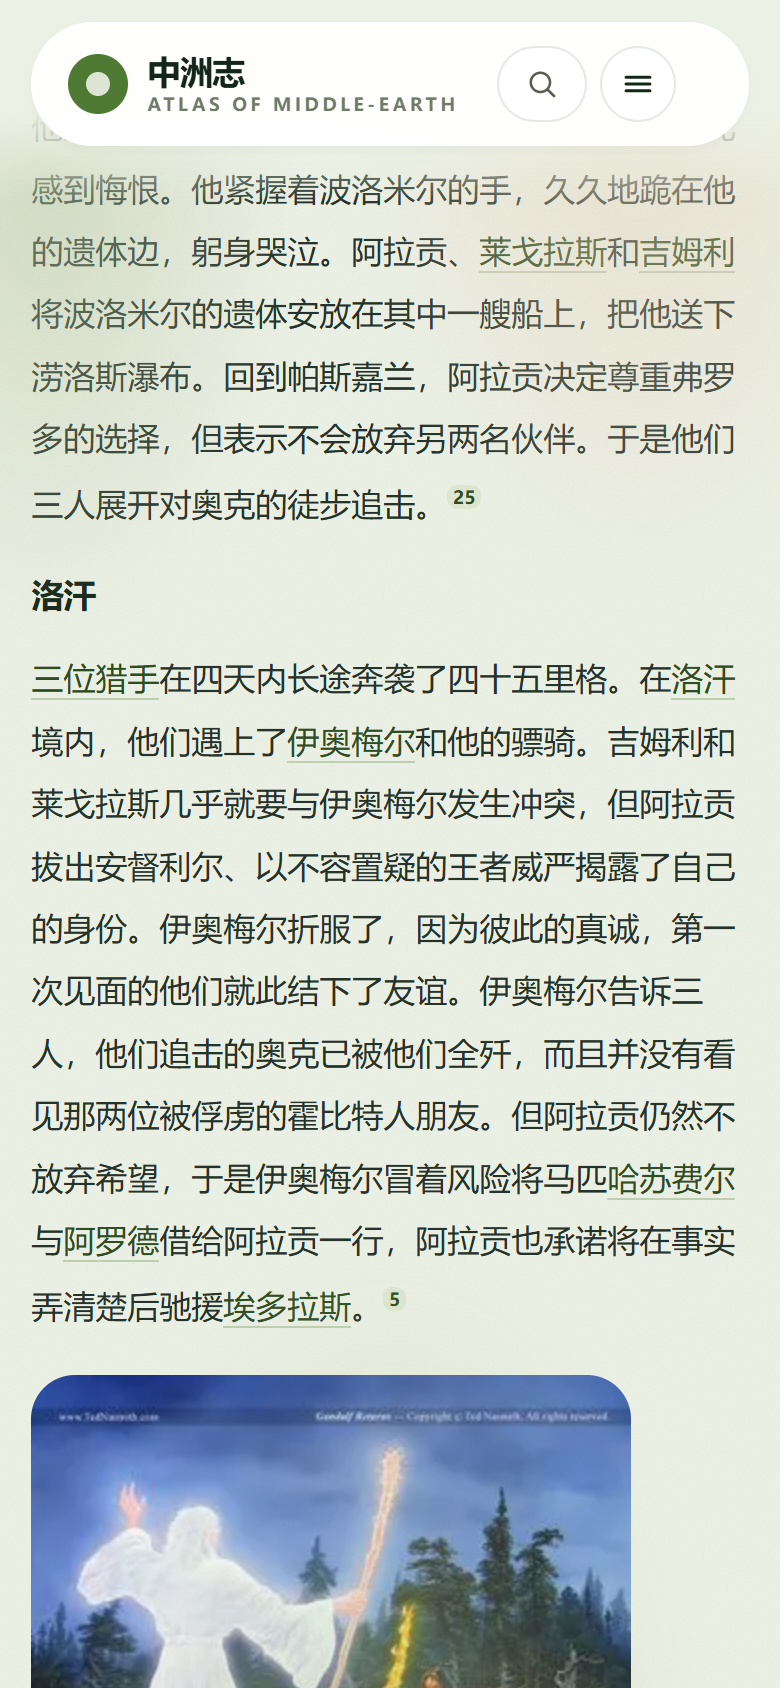 中洲志
ATLAS OF MIDDLE-EARTH
感到悔恨。他紧握着波洛米尔的手，久久地跪在他
的遗体边，躬身哭泣。阿拉贡、莱戈拉斯和吉姆利
将波洛米尔的遗体安放在其中一艘船上，把他送下
涝洛斯瀑布。回到帕斯嘉兰，阿拉贡决定尊重弗罗
多的选择，但表示不会放弃另两名伙伴。于是他们
三人展开对奥克的徒步追击。25
洛汗
三位猎手在四天内长途奔袭了四十五里格。在洛汗
境内，他们遇上了伊奥梅尔和他的骠骑。吉姆利和
莱戈拉斯几乎就要与伊奥梅尔发生冲突，但阿拉贡
拔出安督利尔、以不容置疑的王者威严揭露了自己
的身份。伊奥梅尔折服了，因为彼此的真诚，第一
次见面的他们就此结下了友谊。伊奥梅尔告诉三
人，他们追击的奥克已被他们全歼，而且并没有看
见那两位被俘虏的霍比特人朋友。但阿拉贡仍然不
放弃希望，于是伊奥梅尔冒着风险将马匹哈苏费尔
与阿罗德借给阿拉贡一行，阿拉贡也承诺将在事实
弄清楚后驰援埃多拉斯。5
www.TedNasmith.com
Gandalf Returns — Copyright © Ted Nasmith. All rights reserved.